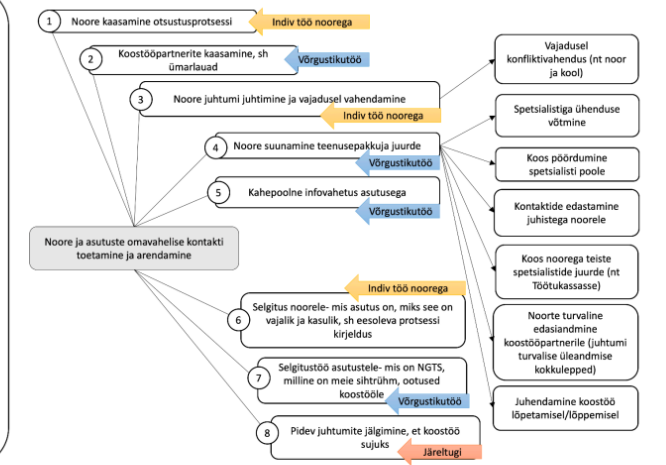 1
Noore kaasamine otsustusprotsessi
Indiv töö noorega
2
Koostööpartnerite kaasamine, sh
ümarlauad
Võrgustikutöö
3
Noore juhtumi juhtimine ja vajadusel vahendamine
Indiv töö noorega
4
Noore suunamine teenusepakkuja juurde
Võrgustikutöö
5
Kahepoolne infovahetus asutusega
Võrgustikutöö
Noore ja asutuste omavahelise kontakti
toetamine ja arendamine
Indiv töö noorega
6
Selgitus noorele- mis asutus on, miks see on
vajalik ja kasulik, sh eesoleva protsessi
kirjeldus
7
Selgitustöö asutustele- mis on NGTS,
milline on meie sihtrühm, ootused
koostööle
Võrgustikutöö
8
Pidev juhtumite jälgimine, et koostöö
sujuks
Järeltugi
Vajadusel
konfliktivahendus (nt noor
ja kool)
Spetsialistiga ühenduse
võtmine
Koos pöördumine
spetsialisti poole
Kontaktide edastamine
juhistega noorele
Koos noorega teiste
spetsialistide juurde (nt
Töötukassasse)
Noorte turvaline
edasiandmine
koostööpartnerile (juhtumi
turvalise üleandmise
kokkulepped)
Juhendamine koostöö
lõpetamisel/lõppemisel